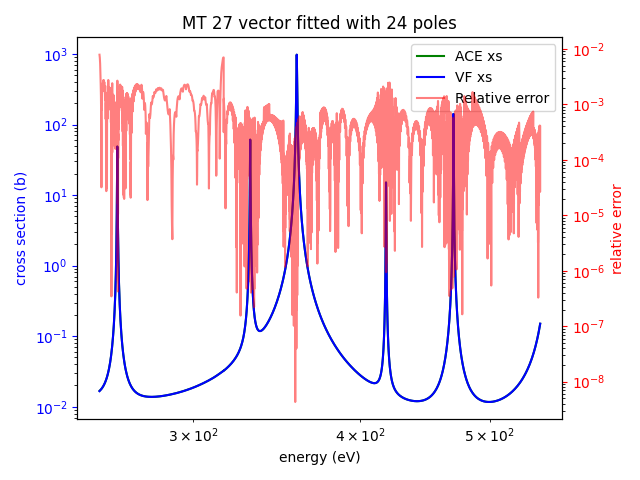 MT 27 vector fitted with 24 poles
ACE xs
VF xs
Relative error
10³
10²
10¹
10⁰
10⁻¹
10⁻²
cross section (b)
10⁻²
10⁻³
10⁻⁴
10⁻⁵
10⁻⁶
10⁻⁷
10⁻⁸
relative error
3 × 10² 4 × 10² 5 × 10²
energy (eV)